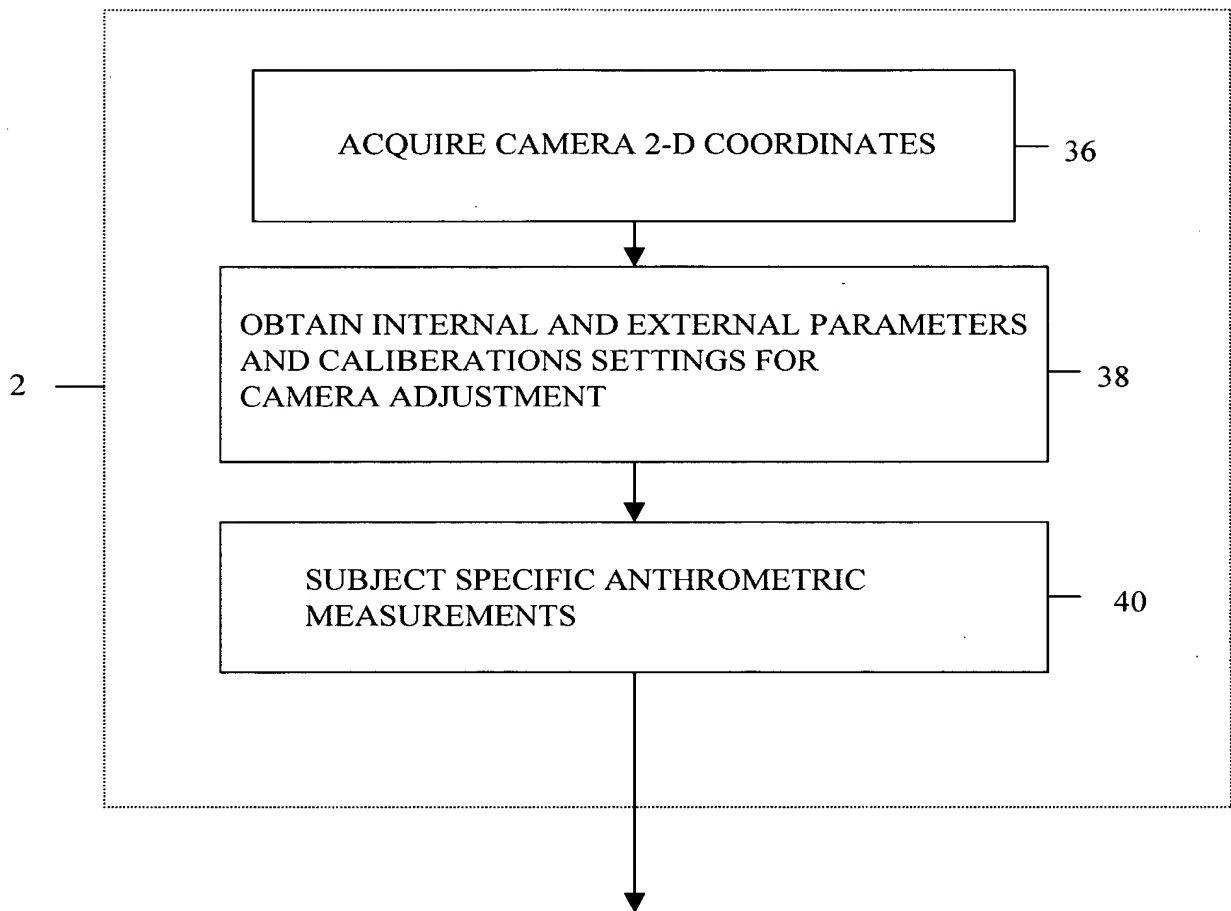 ACQUIRE CAMERA 2-D COORDINATES
36
OBTAIN INTERNAL AND EXTERNAL PARAMETERS
AND CALIBERATIONS SETTINGS FOR
CAMERA ADJUSTMENT
38
2
SUBJECT SPECIFIC ANTHROMETRIC
MEASUREMENTS
40